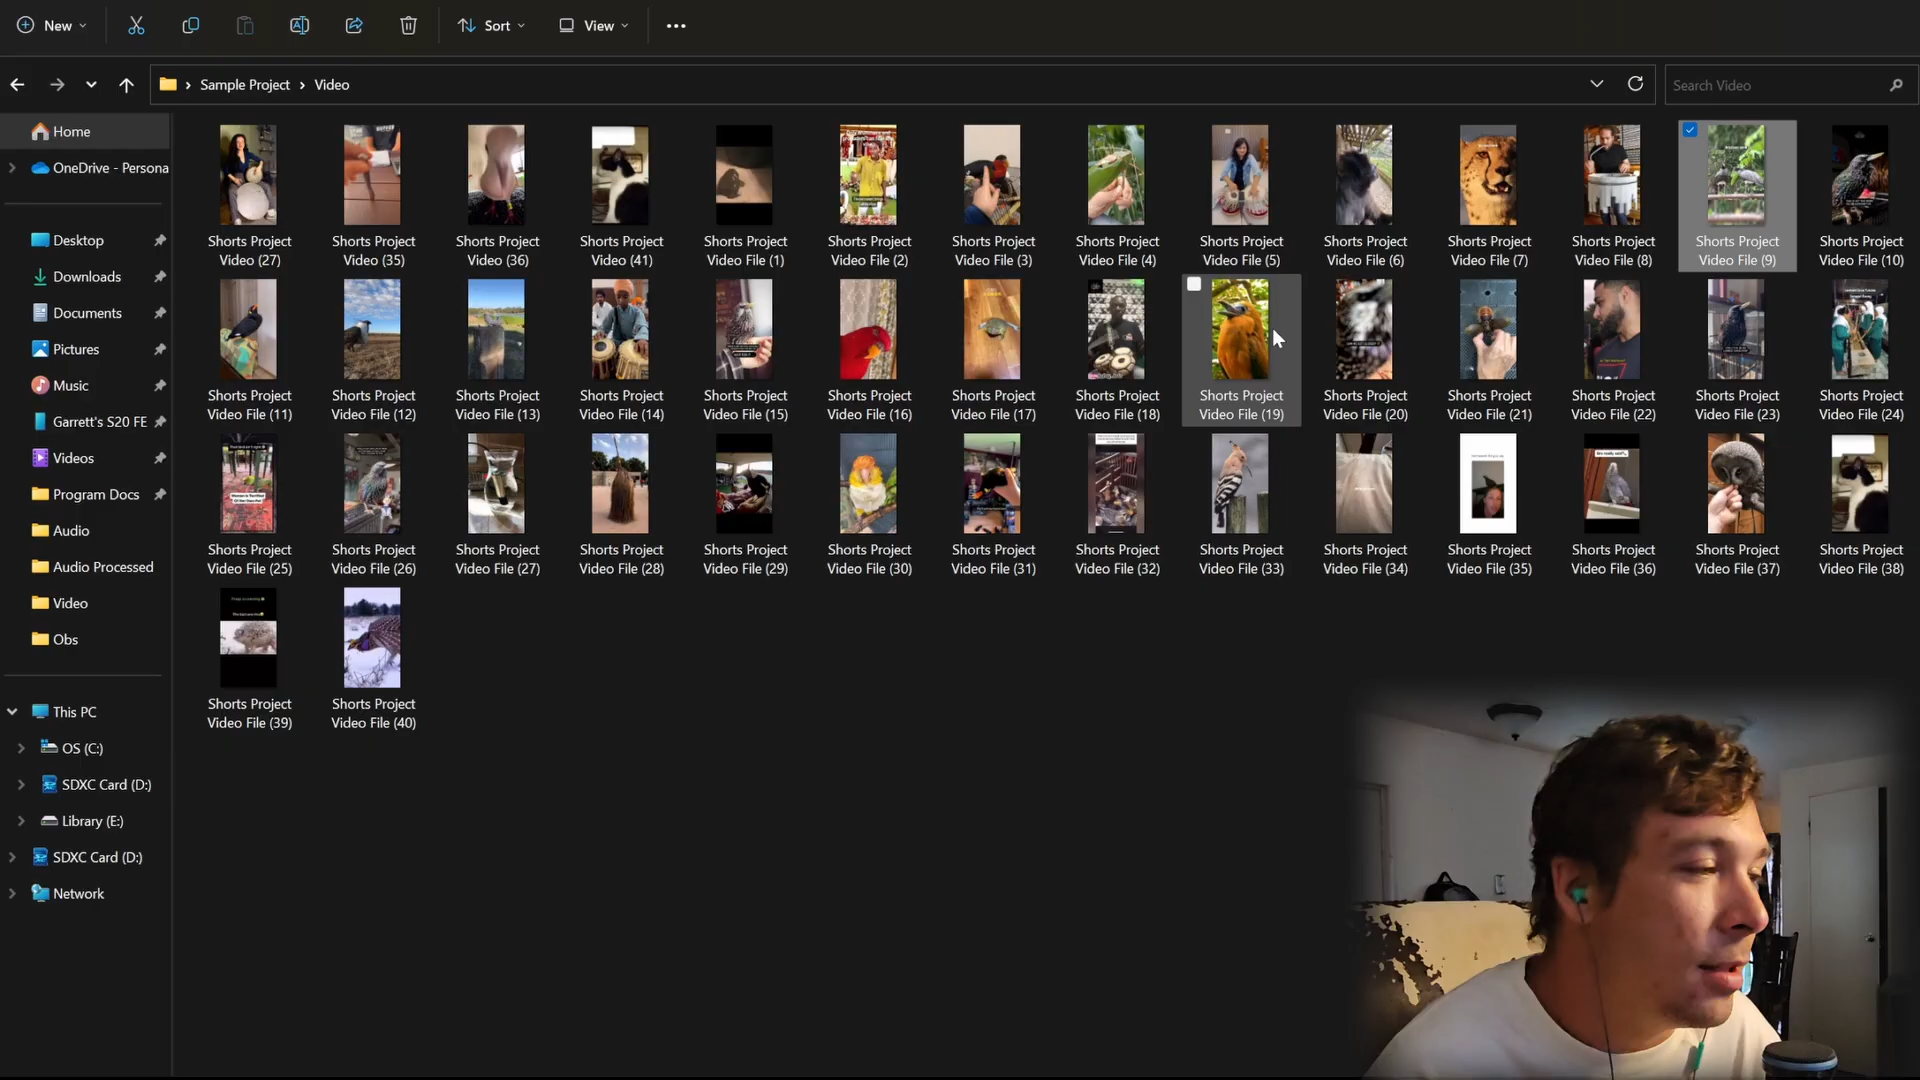 New
Sort
View
Sample Project
Video
Search Video
Home
OneDrive - Persona
Desktop
Downloads
Documents
Pictures
Music
Garrett's S20 FE
Videos
Program Docs
Audio
Audio Processed
Video
Obs
This PC
OS (C:)
SDXC Card (D:)
Library (E:)
SDXC Card (D:)
Network
Shorts Project
Video (27)
Shorts Project
Video (35)
Shorts Project
Video (36)
Shorts Project
Video (41)
Shorts Project
Video File (1)
Shorts Project
Video File (2)
Shorts Project
Video File (3)
Shorts Project
Video File (4)
Shorts Project
Video File (5)
Shorts Project
Video File (6)
Shorts Project
Video File (7)
Shorts Project
Video File (8)
Shorts Project
Video File (9)
Shorts Project
Video File (10)
Shorts Project
Video File (11)
Shorts Project
Video File (12)
Shorts Project
Video File (13)
Shorts Project
Video File (14)
Shorts Project
Video File (15)
Shorts Project
Video File (16)
Shorts Project
Video File (17)
Shorts Project
Video File (18)
Shorts Project
Video File (19)
Shorts Project
Video File (20)
Shorts Project
Video File (21)
Shorts Project
Video File (22)
Shorts Project
Video File (23)
Shorts Project
Video File (24)
Shorts Project
Video File (25)
Shorts Project
Video File (26)
Shorts Project
Video File (27)
Shorts Project
Video File (28)
Shorts Project
Video File (29)
Shorts Project
Video File (30)
Shorts Project
Video File (31)
Shorts Project
Video File (32)
Shorts Project
Video File (33)
Shorts Project
Video File (34)
Shorts Project
Video File (35)
Shorts Project
Video File (36)
Shorts Project
Video File (37)
Shorts Project
Video File (38)
Shorts Project
Video File (39)
Shorts Project
Video File (40)